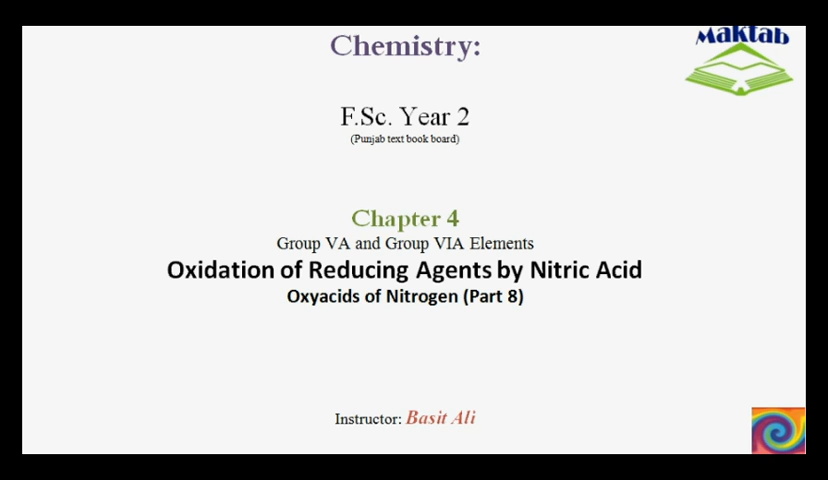 Maktab
Chemistry:
F.Sc. Year 2
(Punjab text book board)
Chapter 4
Group VA and Group VIA Elements
Oxidation of Reducing Agents by Nitric Acid
Oxyacids of Nitrogen (Part 8)
Instructor: Basit Ali